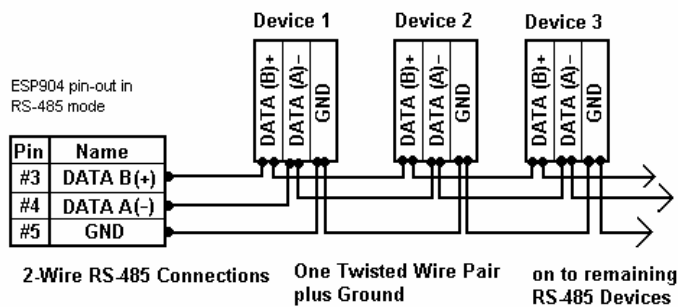 Device 1
Device 2
Device 3
DATA (B)+
DATA (A)-
GND
DATA (B)+
DATA (A)-
GND
DATA (B)+
DATA (A)-
GND
ESP904 pin-out in
RS-485 mode
Pin Name
#3 DATA B(+)
#4 DATA A(-)
#5 GND
2-Wire RS-485 Connections
One Twisted Wire Pair
plus Ground
on to remaining
RS-485 Devices